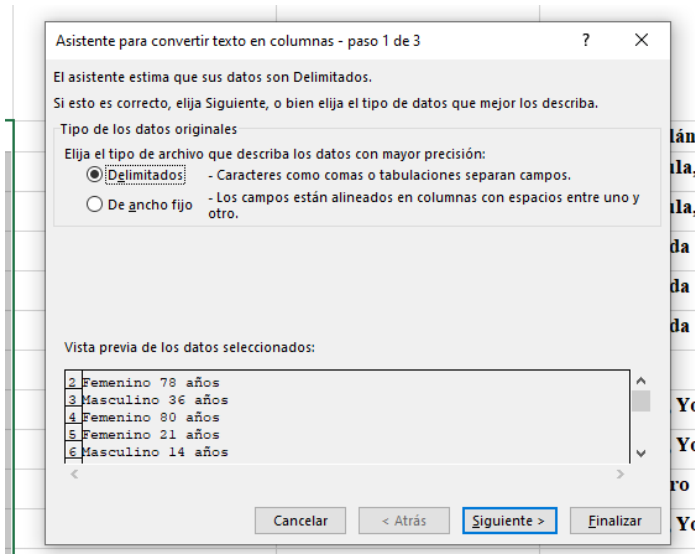 Asistente para convertir texto en columnas - paso 1 de 3
El asistente estima que sus datos son Delimitados.
Si esto es correcto, elija Siguiente, o bien elija el tipo de datos que mejor los describa.
Tipo de los datos originales
Elija el tipo de archivo que describa los datos con mayor precisión:
Delimitados - Caracteres como comas o tabulaciones separan campos.
De ancho fijo - Los campos están alineados en columnas con espacios entre uno y
otro.
Vista previa de los datos seleccionados:
2 Femenino 78 años
3 Masculino 36 años
4 Femenino 80 años
5 Femenino 21 años
6 Masculino 14 años
Cancelar < Atrás Siguiente > Finalizar